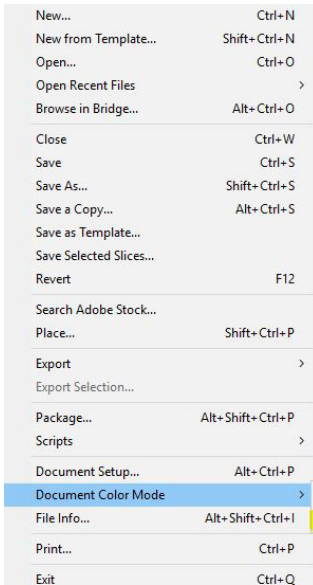 New... Ctrl+N
New from Template... Shift+Ctrl+N
Open... Ctrl+O
Open Recent Files >
Browse in Bridge... Alt+Ctrl+O
Close Ctrl+W
Save Ctrl+S
Save As... Shift+Ctrl+S
Save a Copy... Alt+Ctrl+S
Save as Template...
Save Selected Slices...
Revert F12
Search Adobe Stock...
Place... Shift+Ctrl+P
Export >
Export Selection...
Package... Alt+Shift+Ctrl+P
Scripts >
Document Setup... Alt+Ctrl+P
Document Color Mode >
File Info... Alt+Shift+Ctrl+I
Print... Ctrl+P
Exit Ctrl+Q